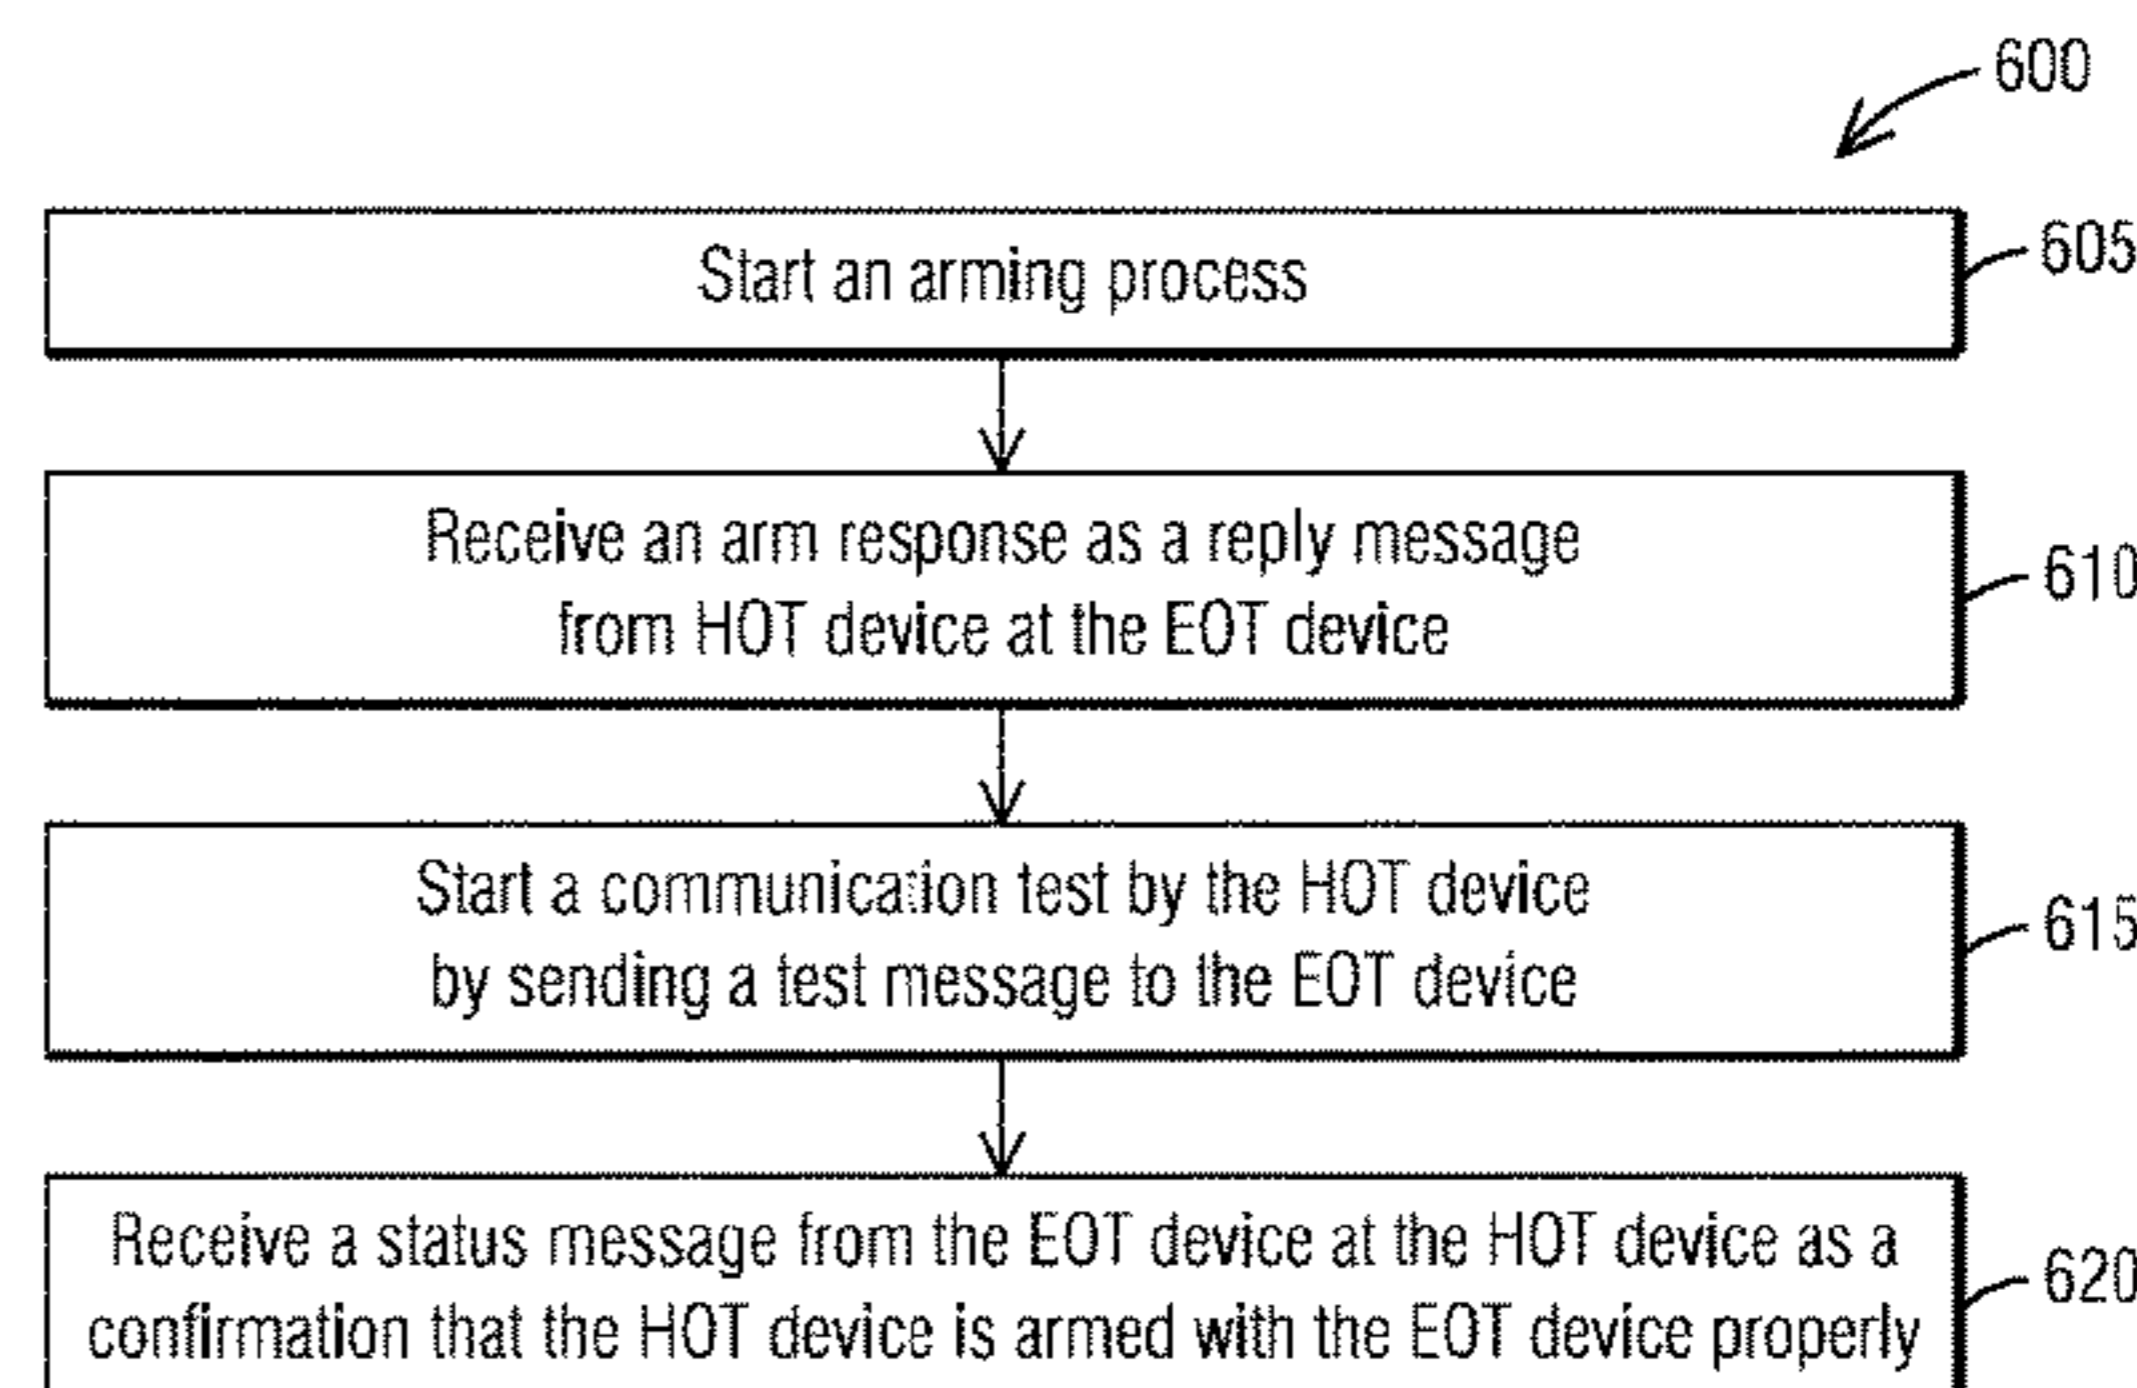 600
Start an arming process
605
Receive an arm response as a reply message
from HOT device at the EOT device
610
Start a communication test by the HOT device
by sending a test message to the EOT device
615
Receive a status message from the EOT device at the HOT device as a
confirmation that the HOT device is armed with the EOT device properly
620